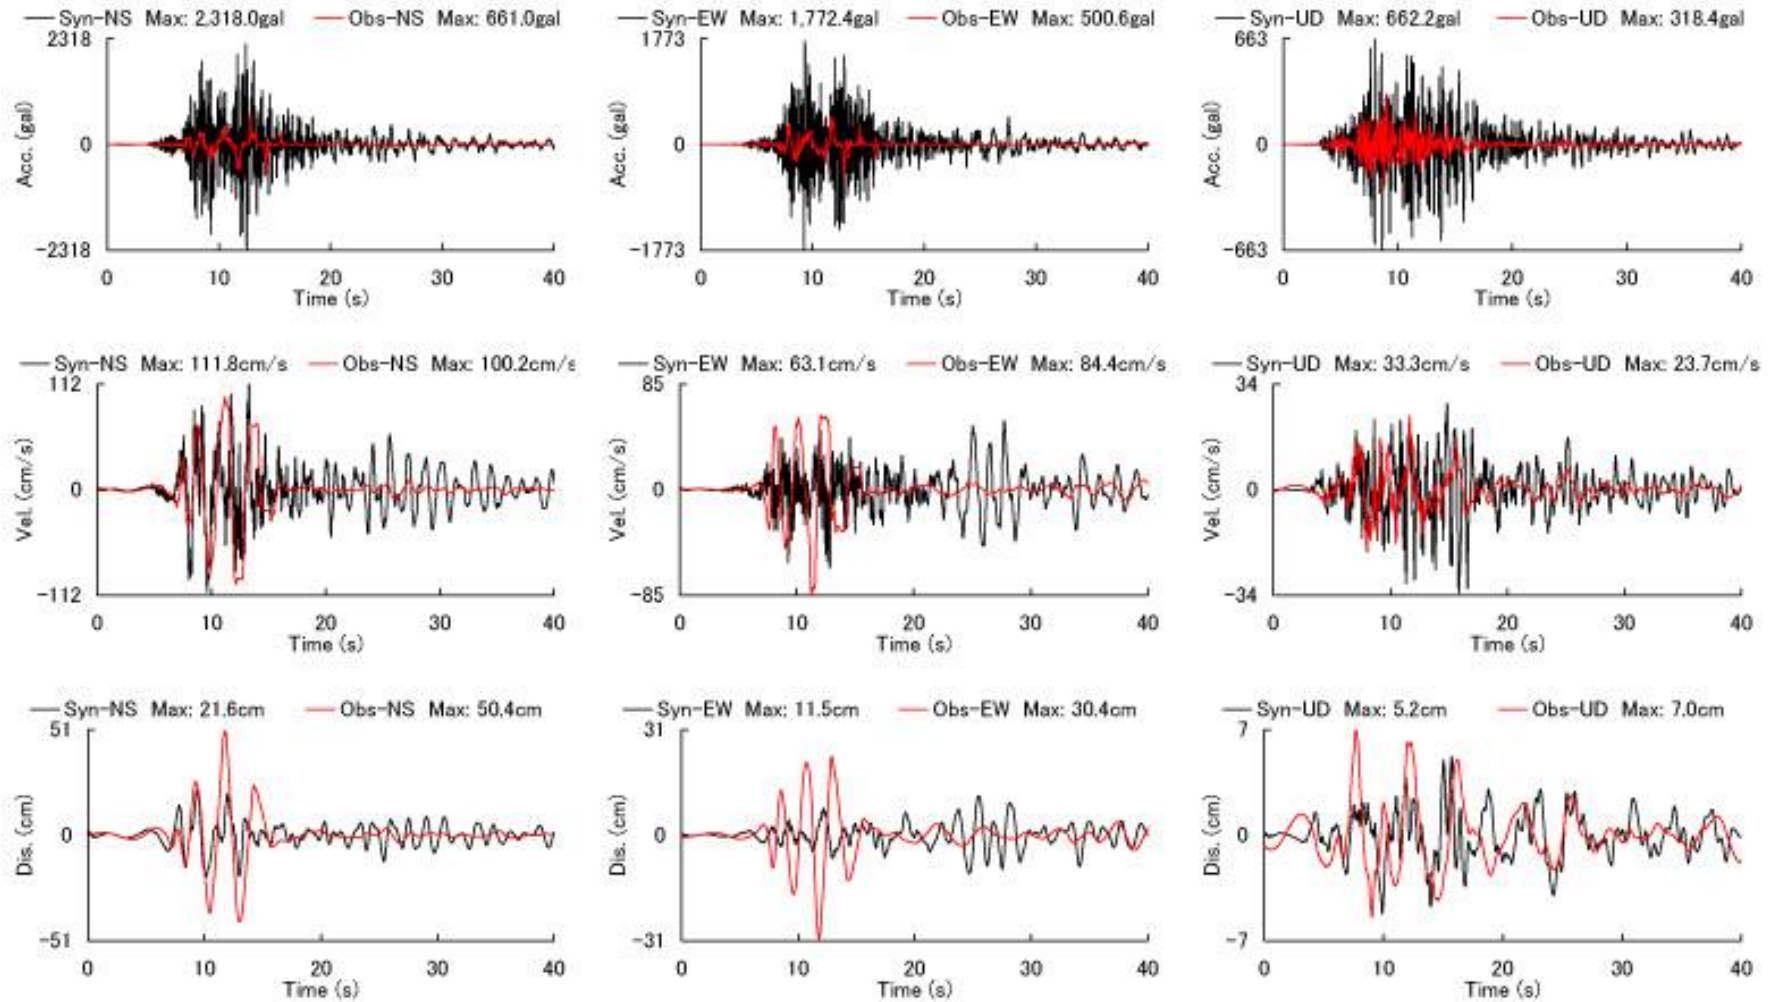 Syn-NS Max: 2,318.0gal Obs-NS Max: 661.0gal
2318
0
-2318
Acc. (gal)
0 10 20 30 40
Time (s)
Syn-EW Max: 1,772.4gal Obs-EW Max: 500.6gal
1773
0
-1773
Acc. (gal)
0 10 20 30 40
Time (s)
Syn-UD Max: 662.2gal Obs-UD Max: 318.4gal
663
0
-663
Acc. (gal)
0 10 20 30 40
Time (s)
Syn-NS Max: 111.8cm/s Obs-NS Max: 100.2cm/s
112
0
-112
Vel. (cm/s)
0 10 20 30 40
Time (s)
Syn-EW Max: 63.1cm/s Obs-EW Max: 84.4cm/s
85
0
-85
Vel. (cm/s)
0 10 20 30 40
Time (s)
Syn-UD Max: 33.3cm/s Obs-UD Max: 23.7cm/s
34
0
-34
Vel. (cm/s)
0 10 20 30 40
Time (s)
Syn-NS Max: 21.6cm Obs-NS Max: 50.4cm
51
0
-51
Dis. (cm)
0 10 20 30 40
Time (s)
Syn-EW Max: 11.5cm Obs-EW Max: 30.4cm
31
0
-31
Dis. (cm)
0 10 20 30 40
Time (s)
Syn-UD Max: 5.2cm Obs-UD Max: 7.0cm
7
0
-7
Dis. (cm)
0 10 20 30 40
Time (s)